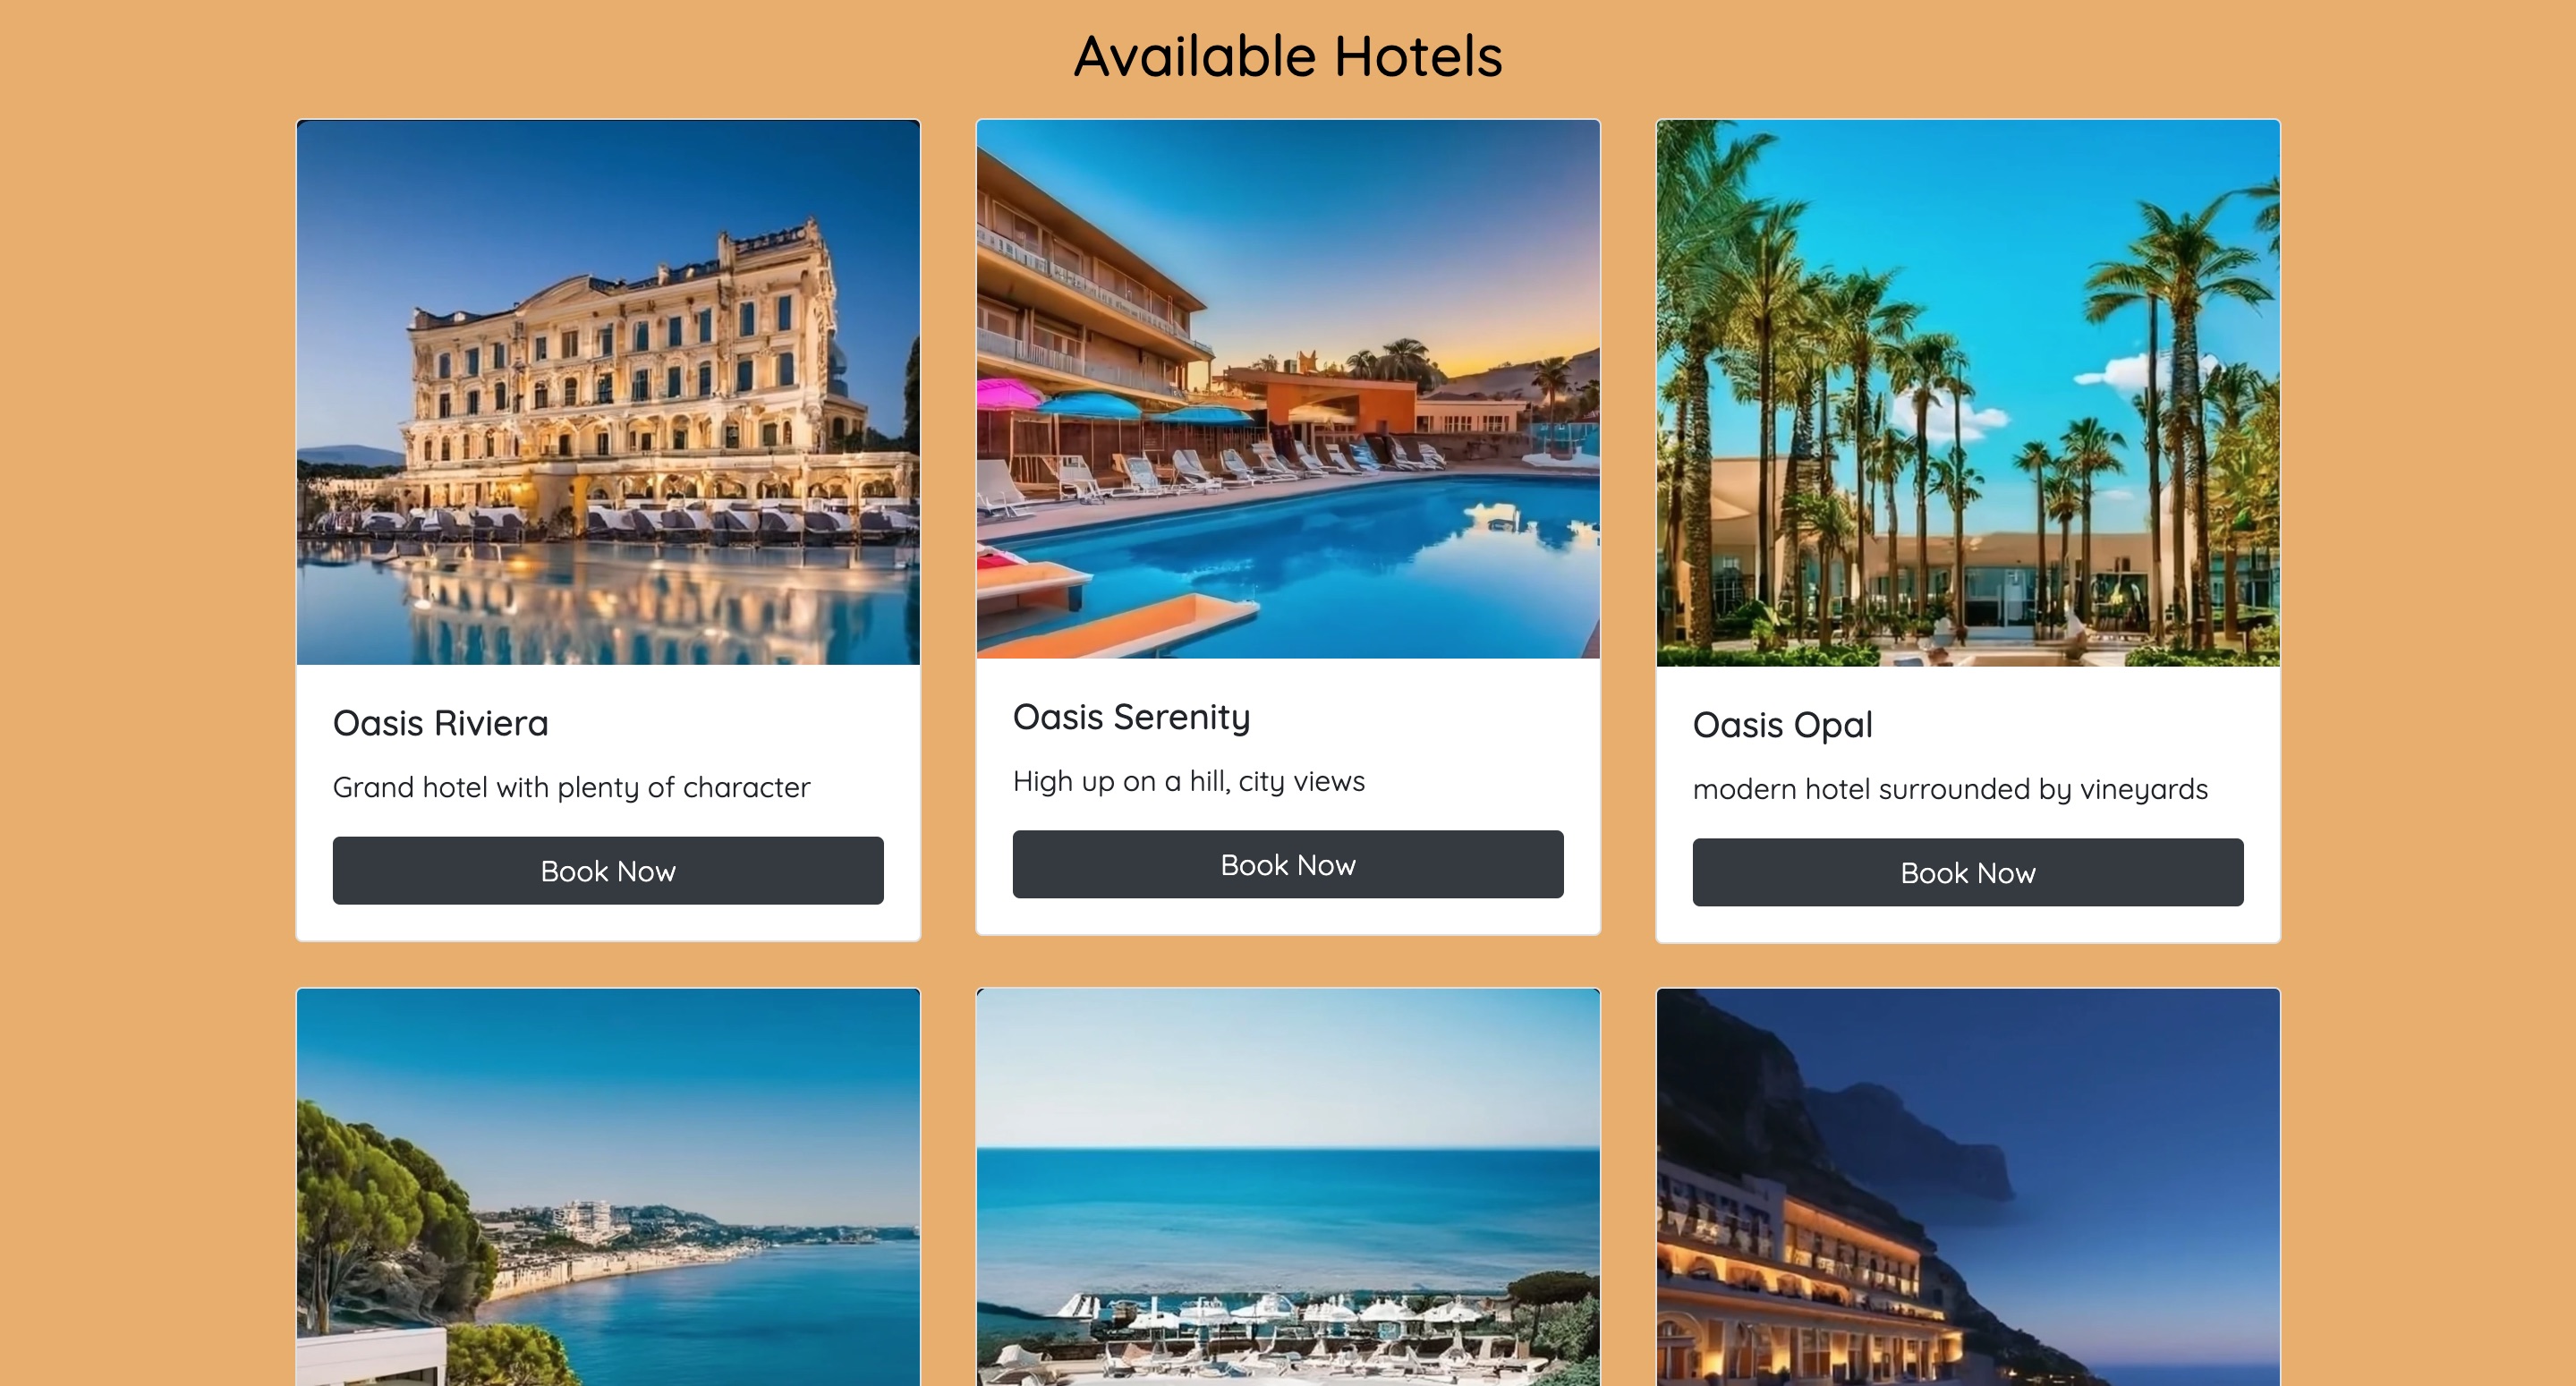 Available Hotels
Oasis Riviera
Grand hotel with plenty of character
Book Now
Oasis Serenity
High up on a hill, city views
Book Now
Oasis Opal
modern hotel surrounded by vineyards
Book Now